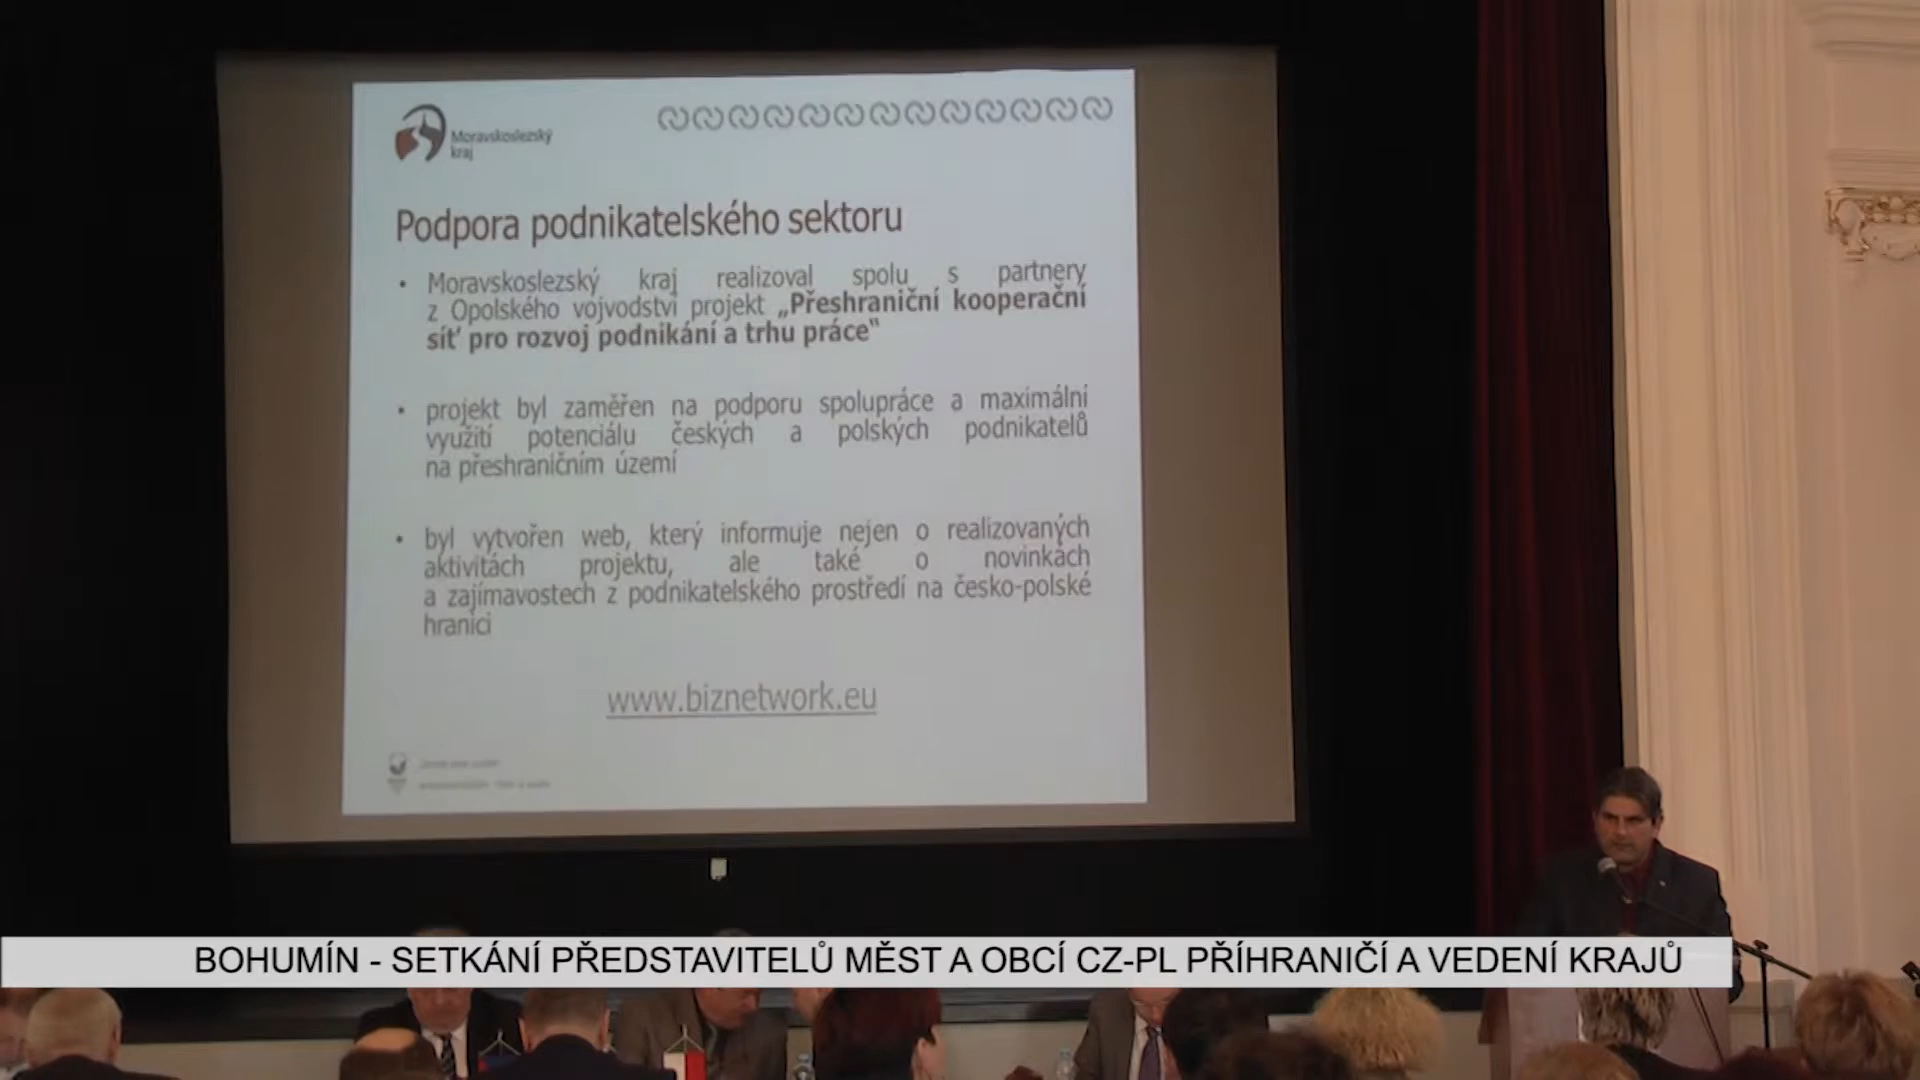 Moravskoslezský
kraj
Podpora podnikatelského sektoru
• Moravskoslezský kraj realizoval spolu s partnery
z Opolského vojvodství projekt „Přeshraniční kooperační
síť pro rozvoj podnikání a trhu práce“
• projekt byl zaměřen na podporu spolupráce a maximální
využití potenciálu českých a polských podnikatelů
na přeshraničním území
• byl vytvořen web, který informuje nejen o realizovaných
aktivitách projektu, ale také o novinkách
a zajímavostech z podnikatelského prostředí na česko-polské
hranici
www.biznetwork.eu
BOHUMÍN - SETKÁNÍ PŘEDSTAVITELŮ MĚST A OBCÍ CZ-PL PŘÍHRANIČÍ A VEDENÍ KRAJŮ